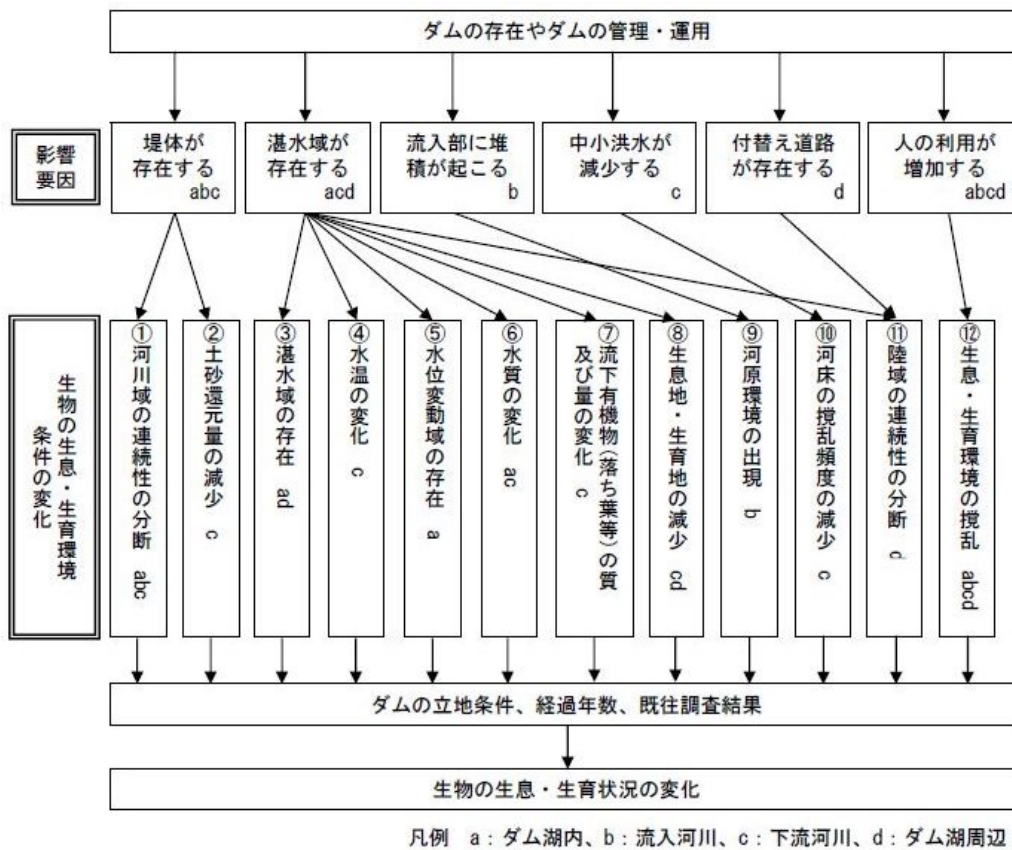 ダムの存在やダムの管理・運用
影響
要因
堤体が
存在する
abc
湛水域が
存在する
acd
流入部に堆
積が起こる
b
中小洪水が
減少する
c
付替え道路
が存在する
d
人の利用が
増加する
abcd
生物の生息・生育環境
条件の変化
①河川域の連続性の分断 abc
②土砂還元量の減少 c
③湛水域の存在 ad
④水温の変化 c
⑤水位変動域の存在 a
⑥水質の変化 ac
⑦流下有機物(落ち葉等)の質
及び量の変化 c
⑧生息地・生育地の減少 cd
⑨河原環境の出現 b
⑩河床の撹乱頻度の減少 c
⑪陸域の連続性の分断 d
⑫生息・生育環境の撹乱 abcd
ダムの立地条件、経過年数、既往調査結果
生物の生息・生育状況の変化
凡例 a：ダム湖内、b：流入河川、c：下流河川、d：ダム湖周辺